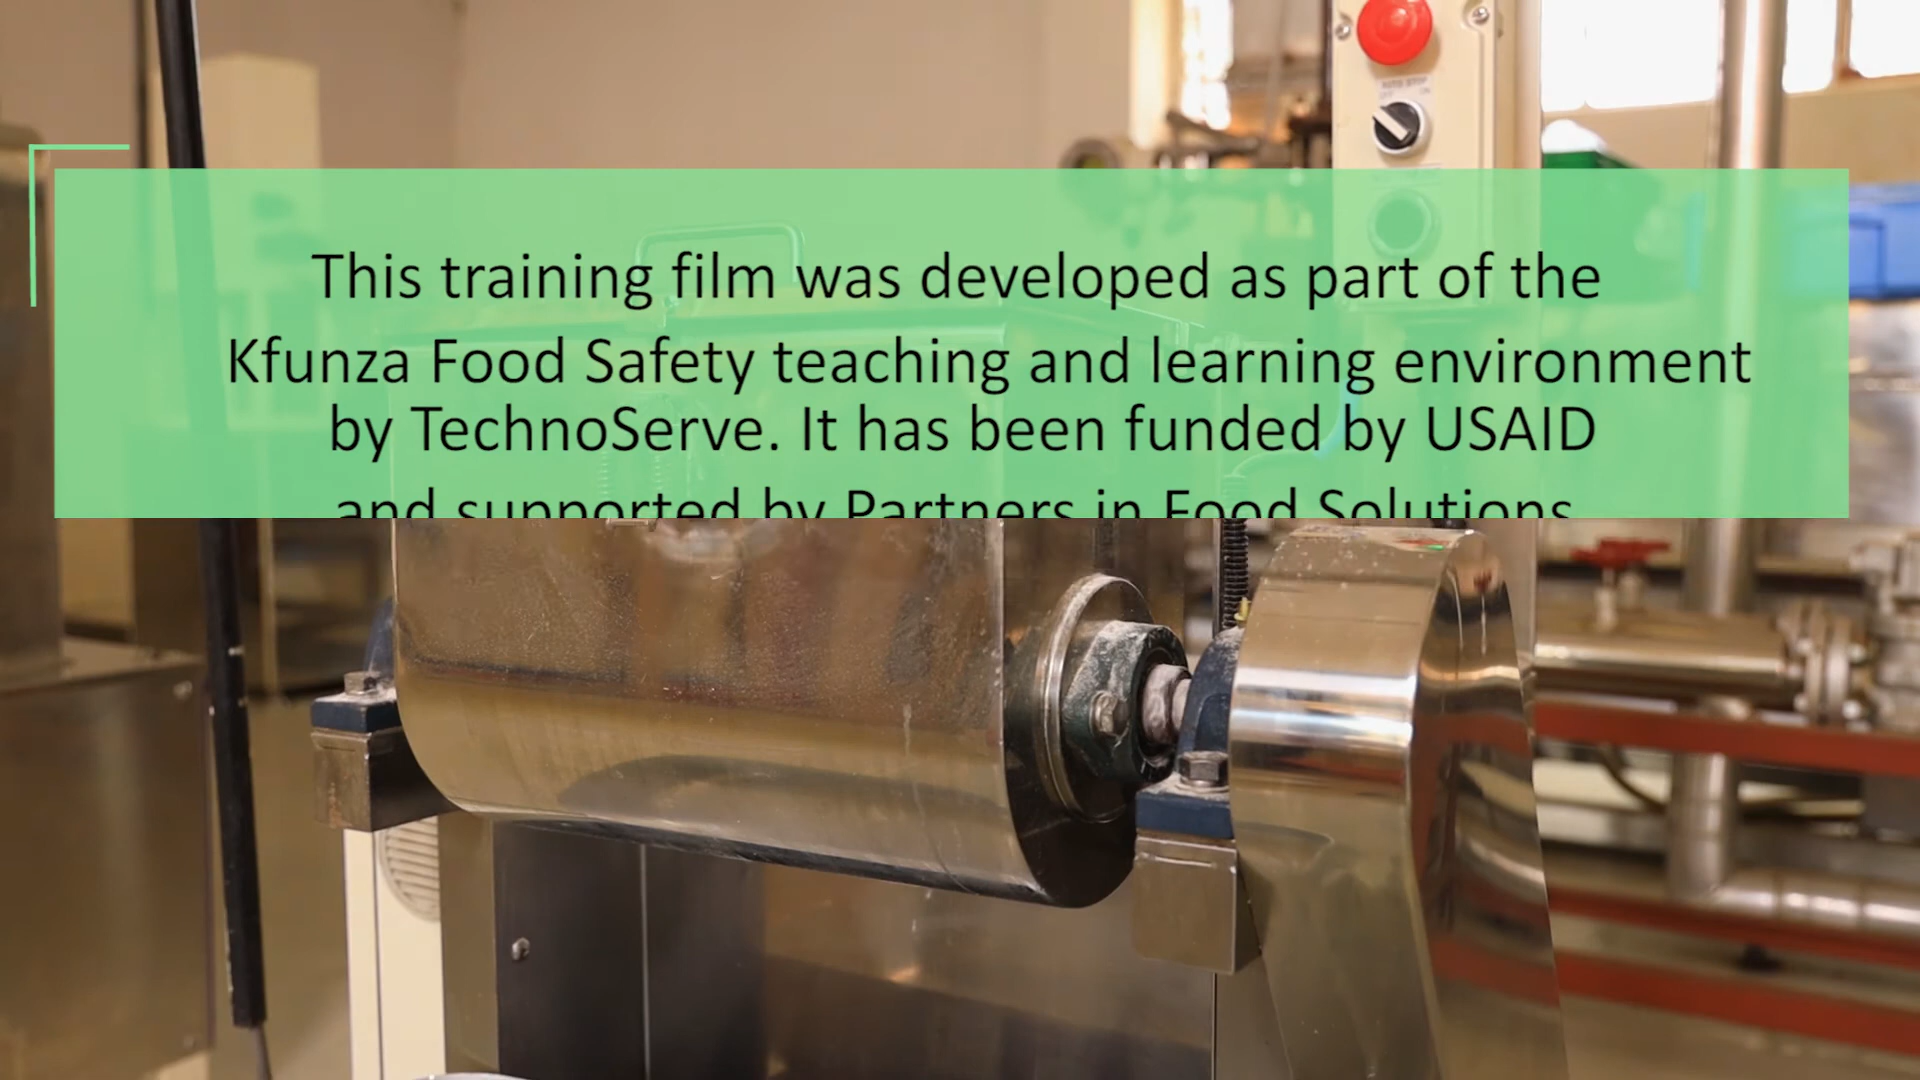 This training film was developed as part of the
Kfunza Food Safety teaching and learning environment
by TechnoServe. It has been funded by USAID
and supported by Partners in Food Solutions